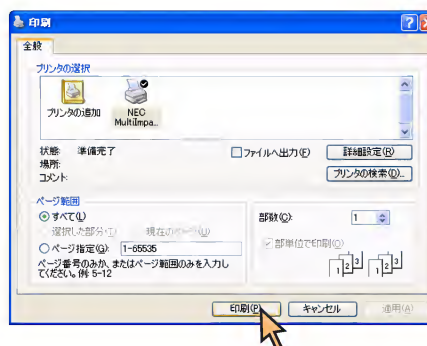 印刷
全般
プリンタの選択
プリンタの追加
NEC
MultiImpa...
状態: 準備完了
場所:
コメント:
ファイルへ出力(F)
詳細設定(R)
プリンタの検索(D)...
ページ範囲
すべて(L)
選択した部分(T)
現在のページ(U)
ページ指定(G): 1-65535
ページ番号のみか、またはページ範囲のみを入力し
てください。例: 5-12
部数(C): 1
部単位で印刷(O)
1 2 3 1 2 3
印刷(P)
キャンセル
適用(A)